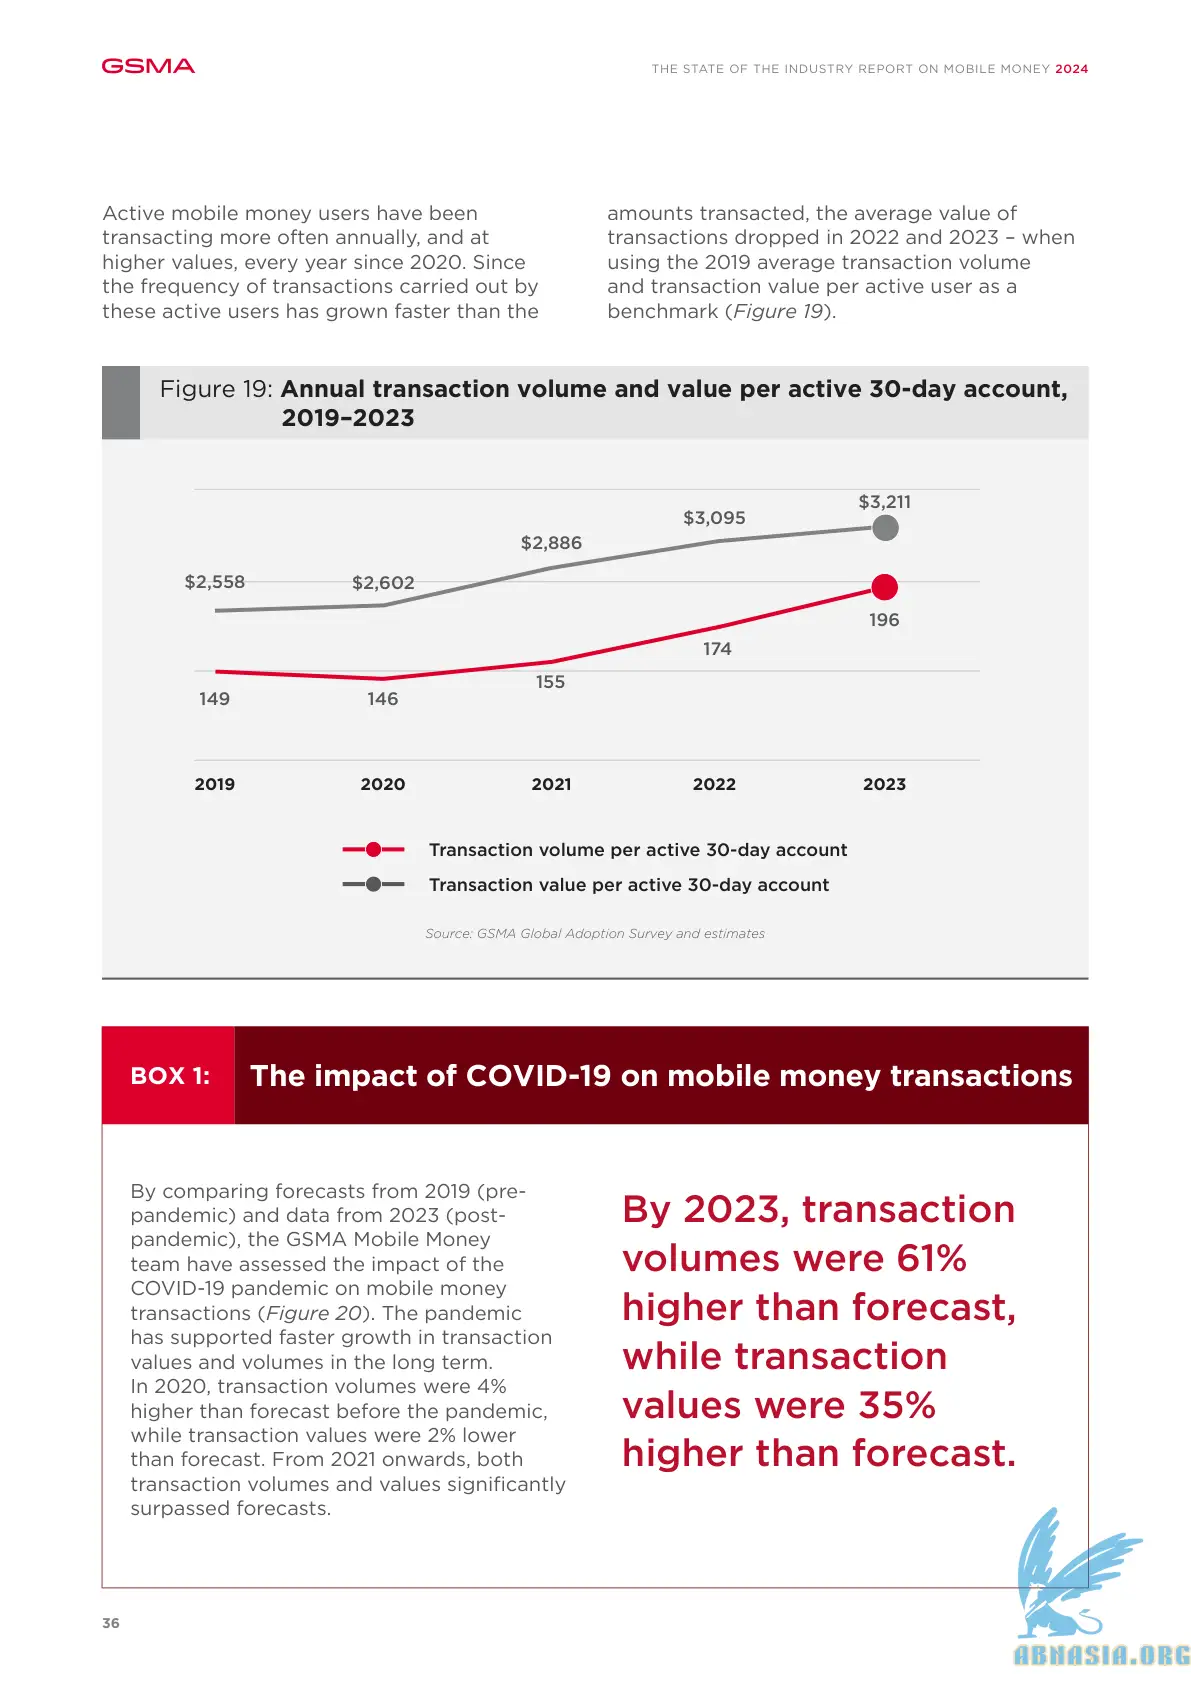 GSMA
THE STATE OF THE INDUSTRY REPORT ON MOBILE MONEY 2024
Active mobile money users have been
transacting more often annually, and at
higher values, every year since 2020. Since
the frequency of transactions carried out by
these active users has grown faster than the
amounts transacted, the average value of
transactions dropped in 2022 and 2023 – when
using the 2019 average transaction volume
and transaction value per active user as a
benchmark (Figure 19).
Figure 19: Annual transaction volume and value per active 30-day account,
2019–2023
$2,558
$2,602
$2,886
$3,095
$3,211
149
146
155
174
196
2019
2020
2021
2022
2023
Transaction volume per active 30-day account
Transaction value per active 30-day account
Source: GSMA Global Adoption Survey and estimates
BOX 1:
The impact of COVID-19 on mobile money transactions
By comparing forecasts from 2019 (pre-
pandemic) and data from 2023 (post-
pandemic), the GSMA Mobile Money
team have assessed the impact of the
COVID-19 pandemic on mobile money
transactions (Figure 20). The pandemic
has supported faster growth in transaction
values and volumes in the long term.
In 2020, transaction volumes were 4%
higher than forecast before the pandemic,
while transaction values were 2% lower
than forecast. From 2021 onwards, both
transaction volumes and values significantly
surpassed forecasts.
By 2023, transaction
volumes were 61%
higher than forecast,
while transaction
values were 35%
higher than forecast.
36
ABNASIA.ORG